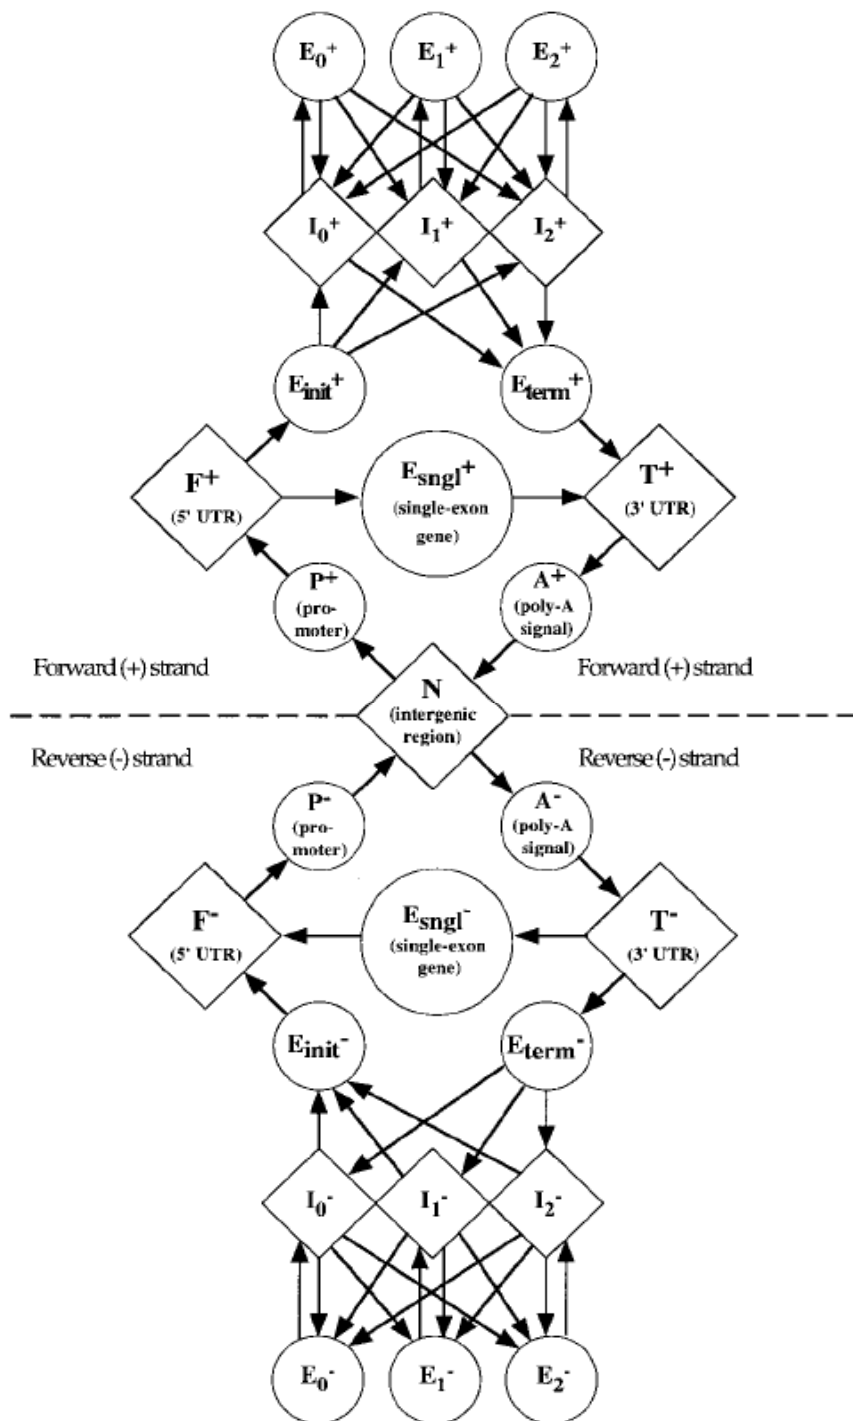 E0+ E1+ E2+
I0+ I1+ I2+
Einit+ Eterm+
F+
(5' UTR)
Esngl+
(single-exon
gene)
T+
(3' UTR)
P+
(pro-
moter)
A+
(poly-A
signal)
Forward (+) strand
N
(intergenic
region)
Forward (+) strand
Reverse (-) strand
Reverse (-) strand
P-
(pro-
moter)
A-
(poly-A
signal)
F-
(5' UTR)
Esngl-
(single-exon
gene)
T-
(3' UTR)
Einit- Eterm-
I0- I1- I2-
E0- E1- E2-